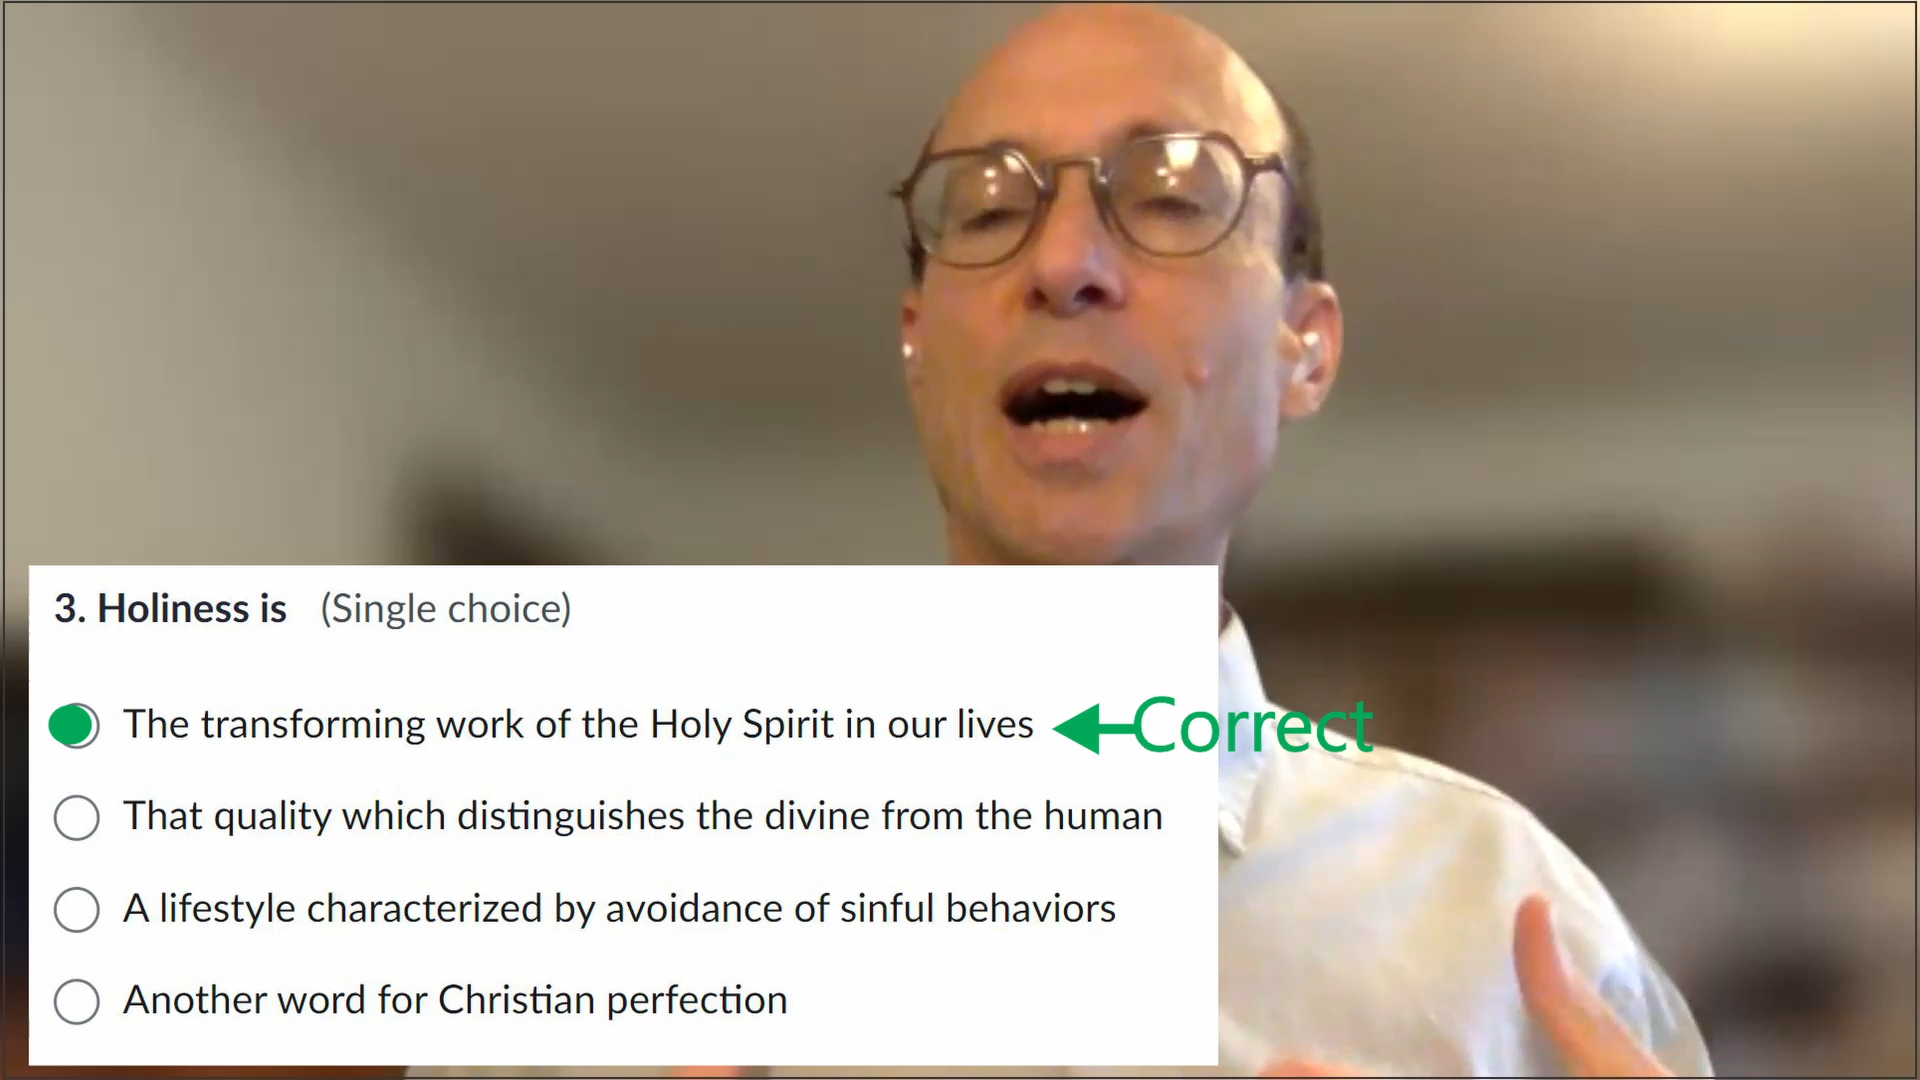 3. Holiness is (Single choice)
The transforming work of the Holy Spirit in our lives
Correct
That quality which distinguishes the divine from the human
A lifestyle characterized by avoidance of sinful behaviors
Another word for Christian perfection